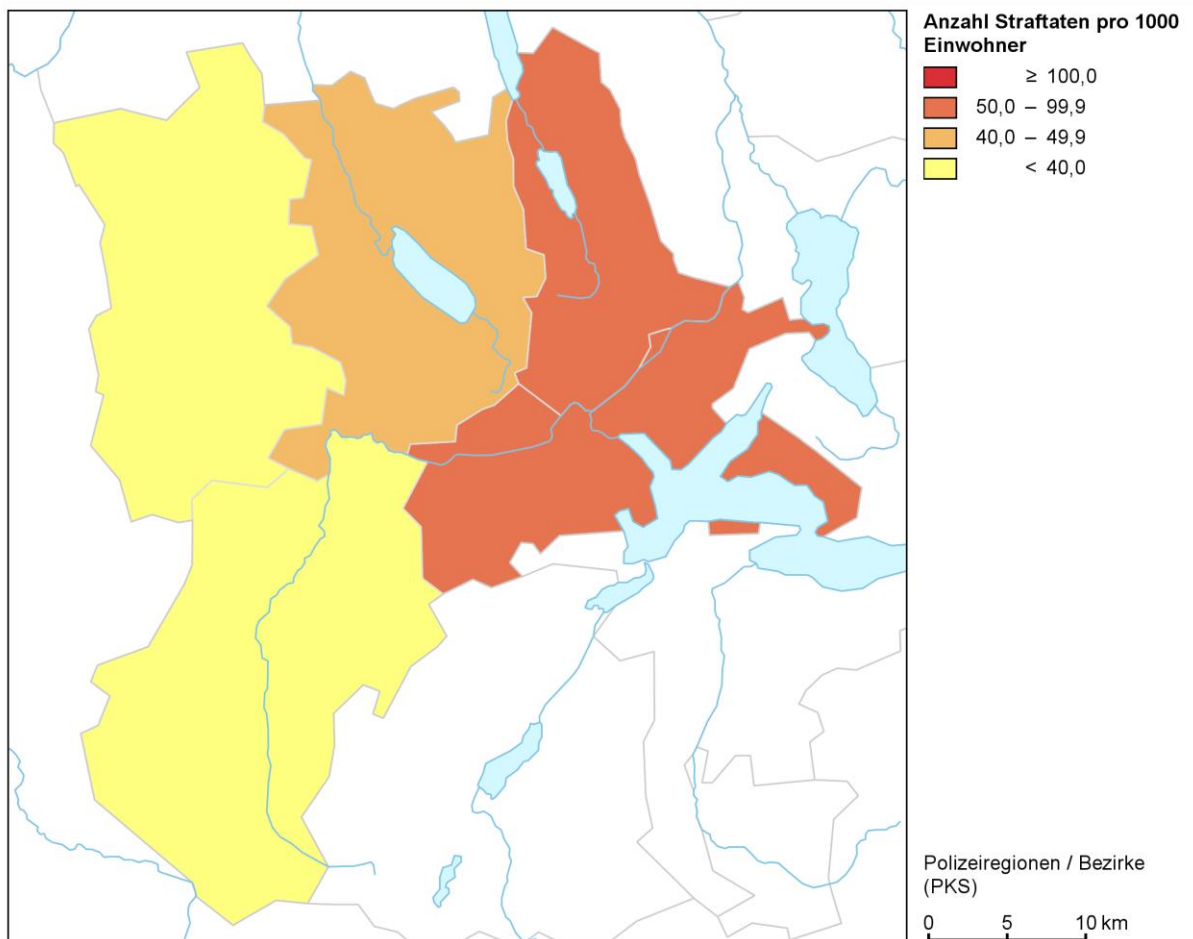 Anzahl Straftaten pro 1000
Einwohner
≥ 100,0
50,0 – 99,9
40,0 – 49,9
< 40,0
Polizeiregionen / Bezirke
(PKS)
0 5 10 km